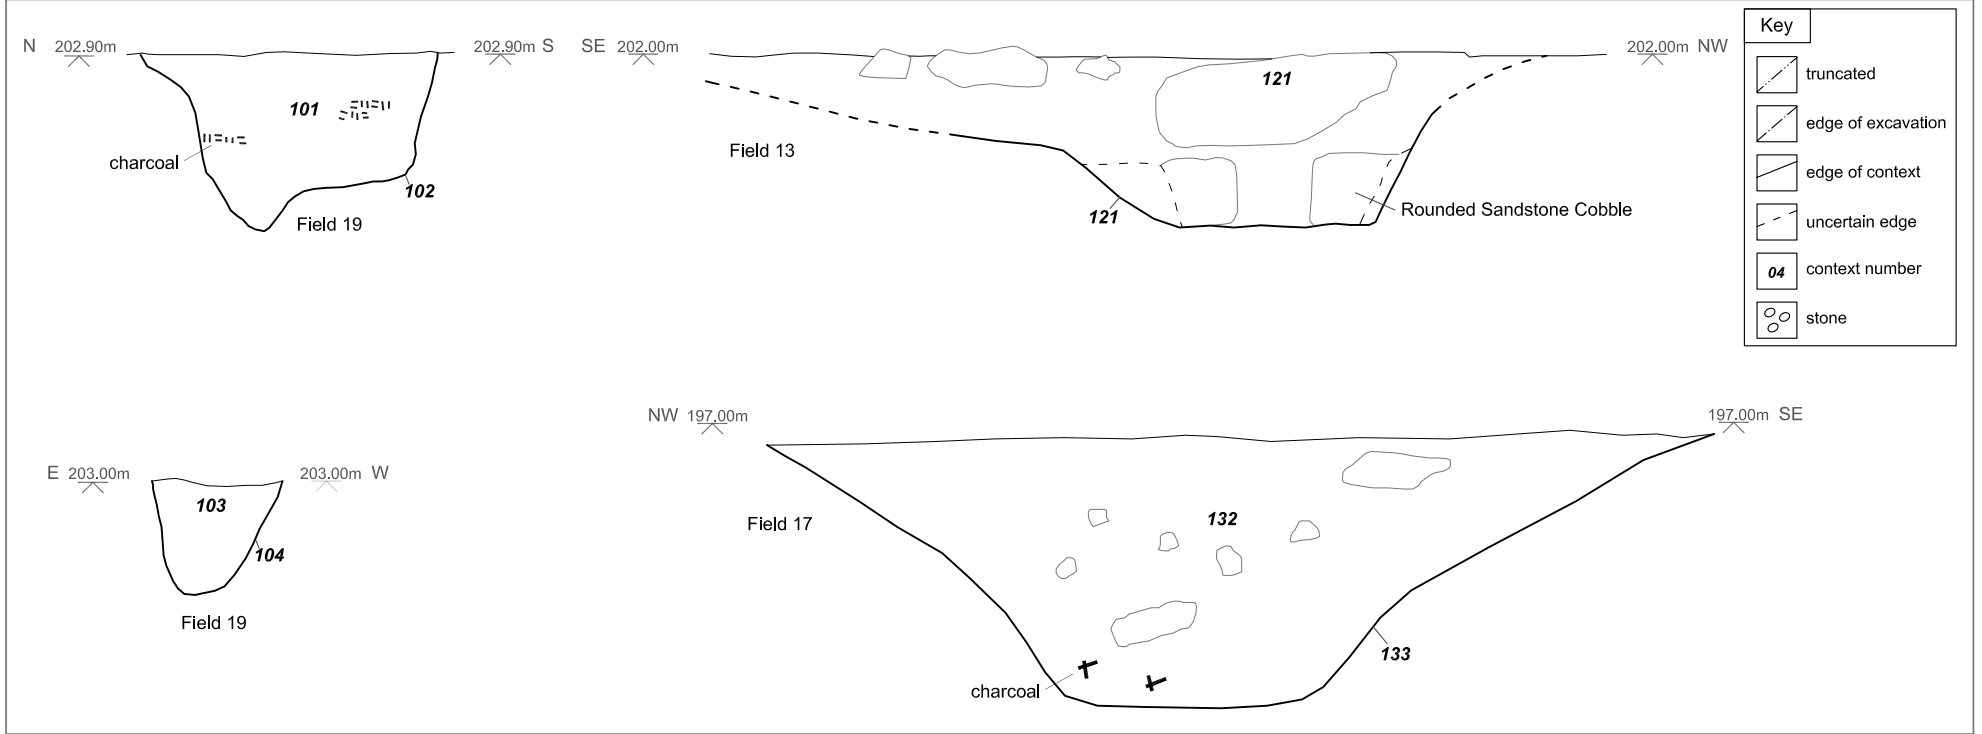 N 202.90m
202.90m S
101
charcoal
102
Field 19
SE 202.00m
202.00m NW
121
Field 13
121
Rounded Sandstone Cobble
Key
truncated
edge of excavation
edge of context
uncertain edge
04 context number
stone
E 203.00m
203.00m W
103
104
Field 19
NW 197.00m
197.00m SE
Field 17
132
133
charcoal